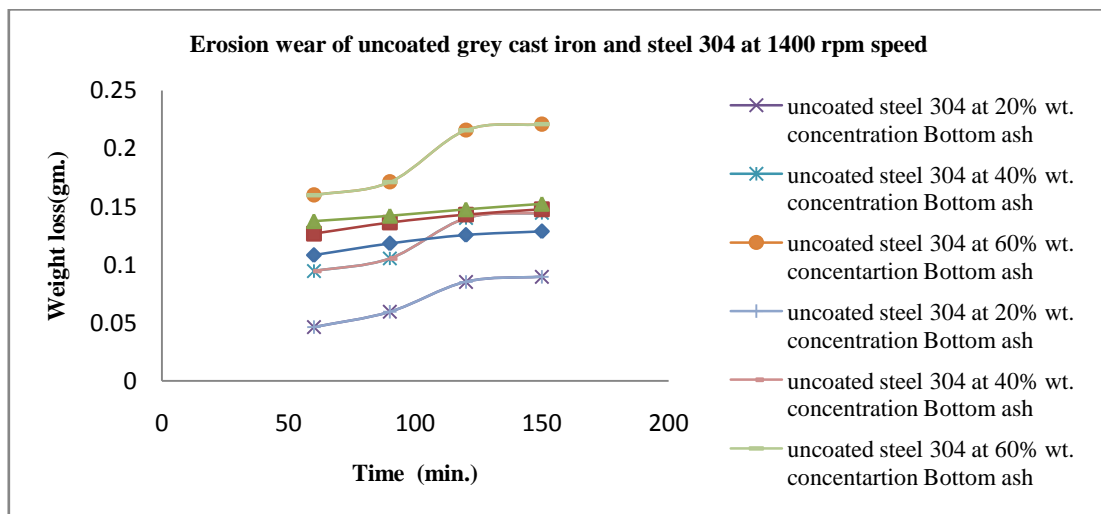 Erosion wear of uncoated grey cast iron and steel 304 at 1400 rpm speed
Weight loss(gm.)
0.25
0.2
0.15
0.1
0.05
0
0 50 100 150 200
Time (min.)
uncoated steel 304 at 20% wt.
concentration Bottom ash
uncoated steel 304 at 40% wt.
concentration Bottom ash
uncoated steel 304 at 60% wt.
concentartion Bottom ash
uncoated steel 304 at 20% wt.
concentration Bottom ash
uncoated steel 304 at 40% wt.
concentration Bottom ash
uncoated steel 304 at 60% wt.
concentartion Bottom ash